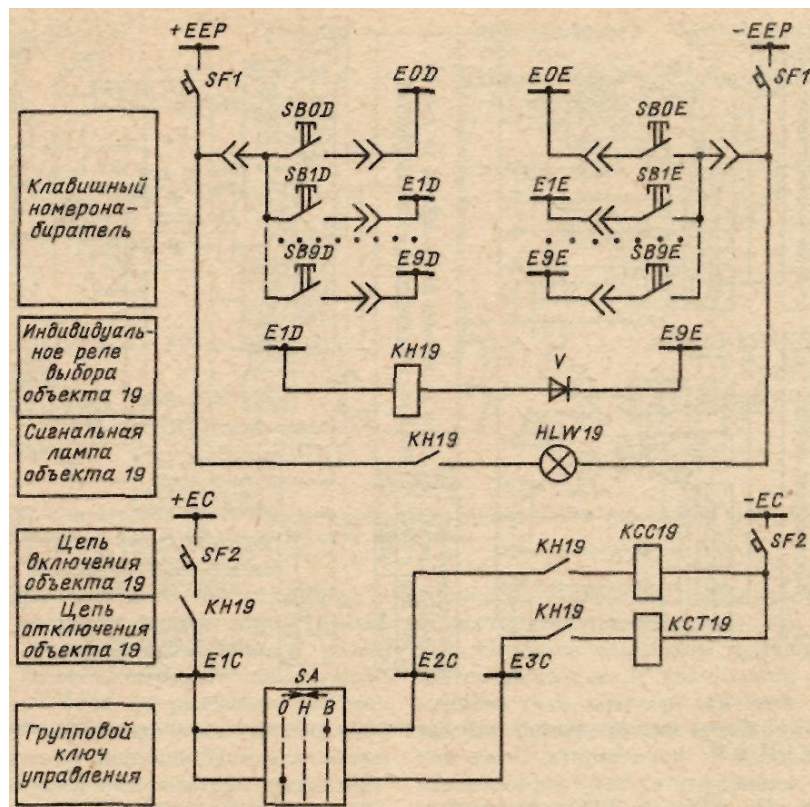 +EEP
-EEP
SF1
SF1
E0D
E0E
SB0D
SB0E
Клавишный
номерона-
биратель
SB1D
E1D
E1E
SB1E
SB9D
E9D
E9E
SB9E
Индивидуаль-
ное реле
выбора
объекта 19
E1D
KH19
V
E9E
Сигнальная
лампа
объекта 19
KH19
HLW19
+EC
-EC
Цепь
включения
объекта 19
SF2
KH19
KCC19
SF2
Цепь
отключения
объекта 19
KH19
KH19
KCT19
E1C
SA
E2C
E3C
О Н В
Групповой
ключ
управления